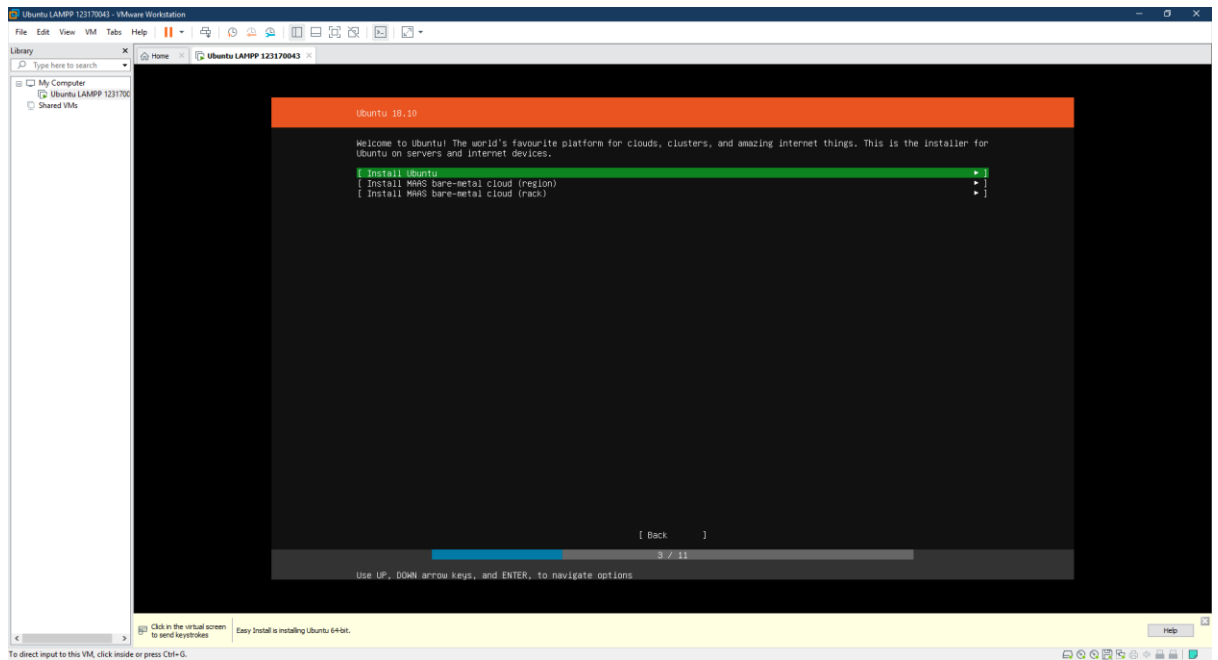 Ubuntu LAMPP 123170043 - VMware Workstation
File Edit View VM Tabs Help
Library
Type here to search
My Computer
Ubuntu LAMPP 123170
Shared VMs
Home
Ubuntu LAMPP 123170043
Ubuntu 18.10
Welcome to Ubuntu! The world's favourite platform for clouds, clusters, and amazing internet things. This is the installer for
Ubuntu on servers and internet devices.
[ Install Ubuntu ► ]
[ Install MAAS bare-metal cloud (region) ► ]
[ Install MAAS bare-metal cloud (rack) ► ]
[ Back ]
3 / 11
Use UP, DOWN arrow keys, and ENTER, to navigate options
Click in the virtual screen
to send keystrokes
Easy Install is installing Ubuntu 64-bit.
Help
To direct input to this VM, click inside or press Ctrl+G.